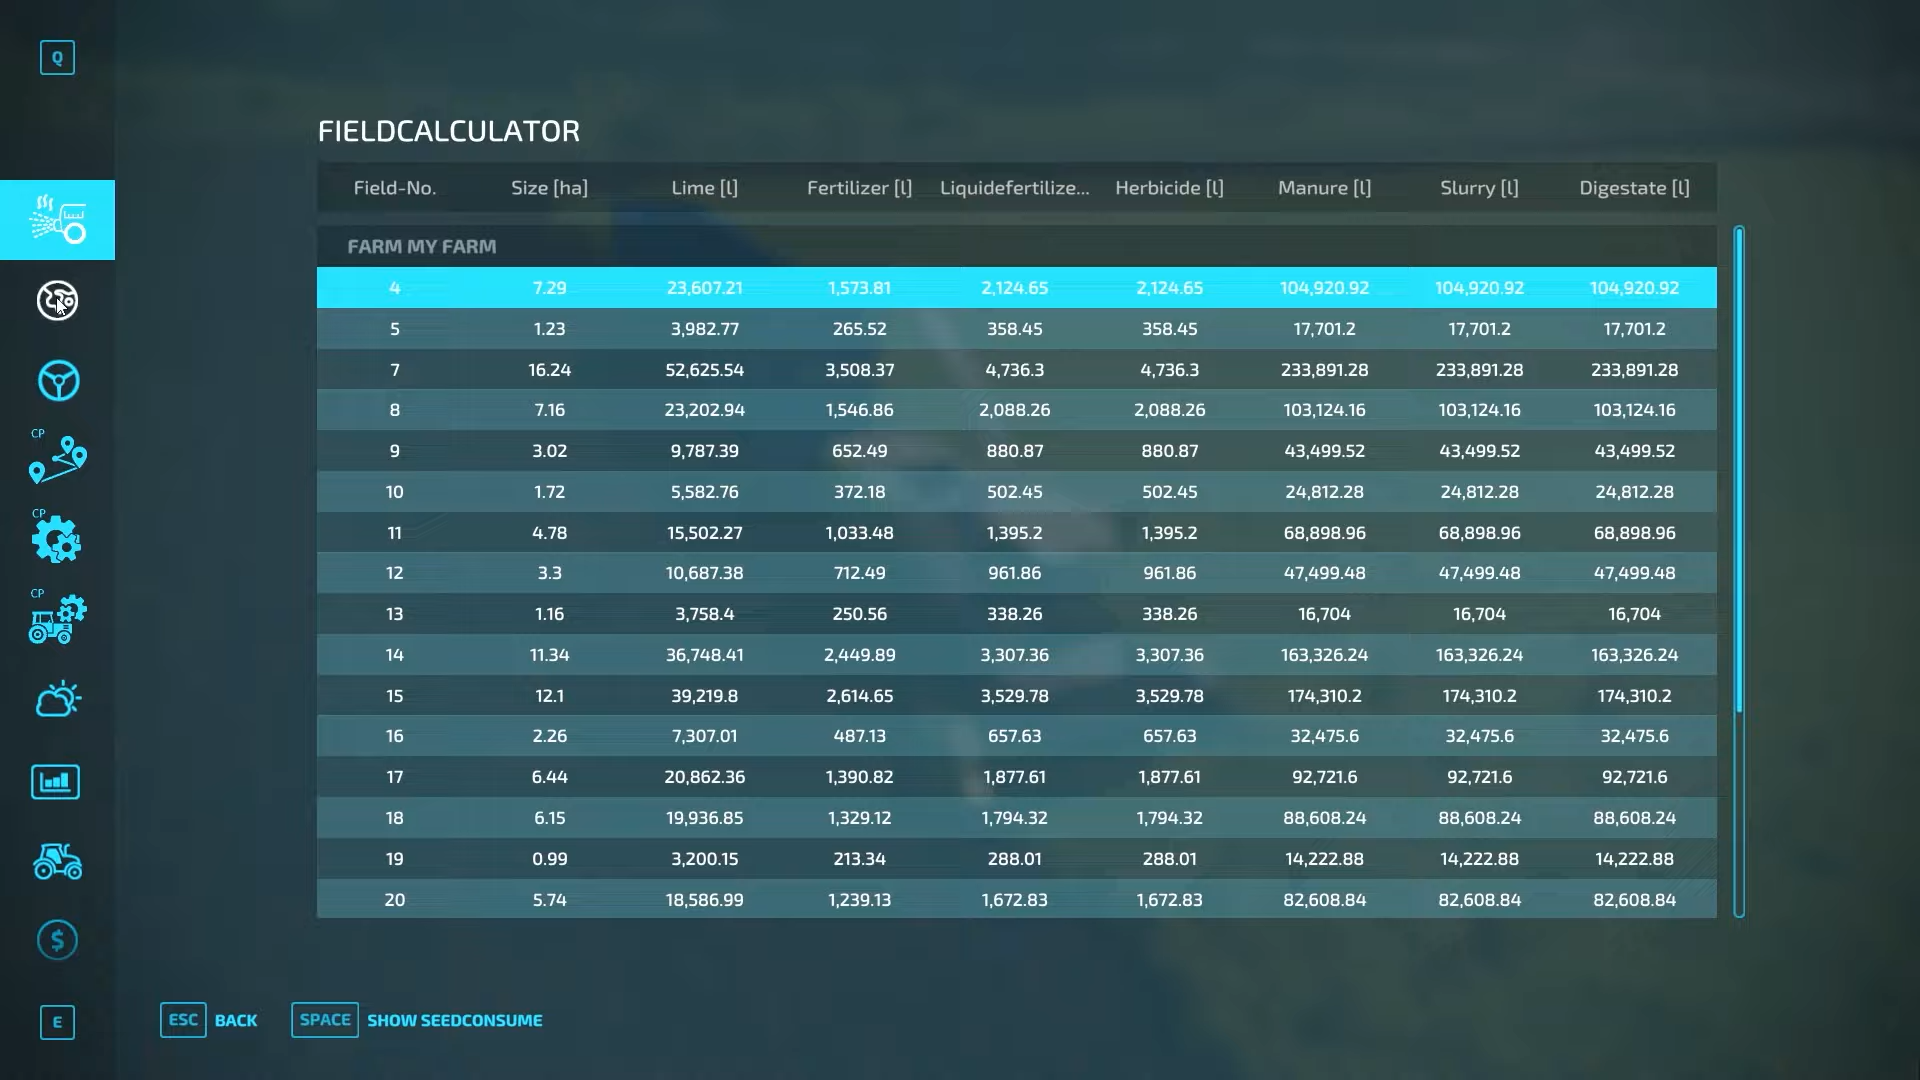 Q
FIELDCALCULATOR
Field-No. Size [ha] Lime [l] Fertilizer [l] Liquidefertilize... Herbicide [l] Manure [l] Slurry [l] Digestate [l]
FARM MY FARM
4 7.29 23,607.21 1,573.81 2,124.65 2,124.65 104,920.92 104,920.92 104,920.92
5 1.23 3,982.77 265.52 358.45 358.45 17,701.2 17,701.2 17,701.2
7 16.24 52,625.54 3,508.37 4,736.3 4,736.3 233,891.28 233,891.28 233,891.28
8 7.16 23,202.94 1,546.86 2,088.26 2,088.26 103,124.16 103,124.16 103,124.16
9 3.02 9,787.39 652.49 880.87 880.87 43,499.52 43,499.52 43,499.52
10 1.72 5,582.76 372.18 502.45 502.45 24,812.28 24,812.28 24,812.28
11 4.78 15,502.27 1,033.48 1,395.2 1,395.2 68,898.96 68,898.96 68,898.96
12 3.3 10,687.38 712.49 961.86 961.86 47,499.48 47,499.48 47,499.48
13 1.16 3,758.4 250.56 338.26 338.26 16,704 16,704 16,704
14 11.34 36,748.41 2,449.89 3,307.36 3,307.36 163,326.24 163,326.24 163,326.24
15 12.1 39,219.8 2,614.65 3,529.78 3,529.78 174,310.2 174,310.2 174,310.2
16 2.26 7,307.01 487.13 657.63 657.63 32,475.6 32,475.6 32,475.6
17 6.44 20,862.36 1,390.82 1,877.61 1,877.61 92,721.6 92,721.6 92,721.6
18 6.15 19,936.85 1,329.12 1,794.32 1,794.32 88,608.24 88,608.24 88,608.24
19 0.99 3,200.15 213.34 288.01 288.01 14,222.88 14,222.88 14,222.88
20 5.74 18,586.99 1,239.13 1,672.83 1,672.83 82,608.84 82,608.84 82,608.84
CP
CP
CP
$
E
ESC BACK SPACE SHOW SEEDCONSUME